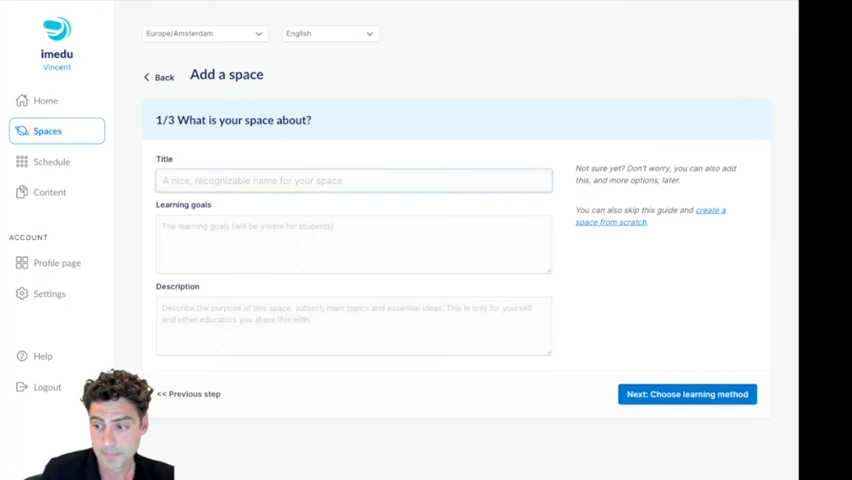 imedu
Vincent
Home
Spaces
Schedule
Content
ACCOUNT
Profile page
Settings
Help
Logout
Europe/Amsterdam
English
Back
Add a space
1/3 What is your space about?
Title
A nice, recognizable name for your space
Learning goals
The learning goals (will be visible for students)
Description
Describe the purpose of this space, subject, main topics and essential ideas. This is only for yourself
and other educators you share this with.
Not sure yet? Don't worry, you can also add
this, and more options, later.
You can also skip this guide and create a
space from scratch.
<< Previous step
Next: Choose learning method